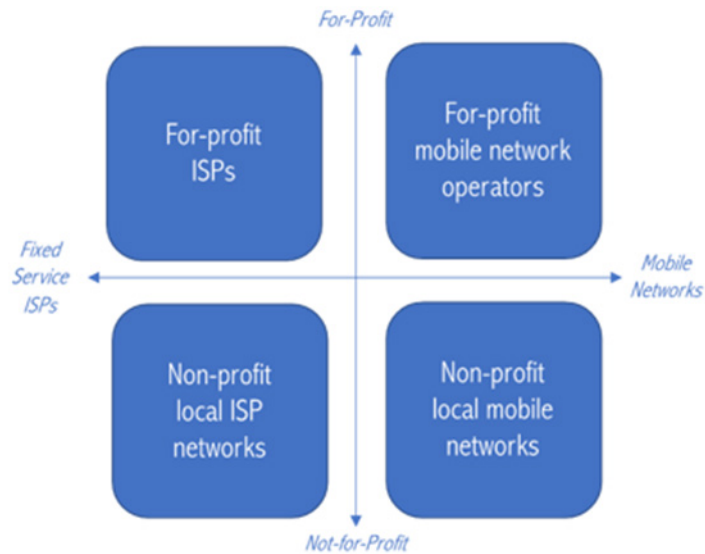 For-Profit
For-profit
ISPs
For-profit
mobile network
operators
Fixed
Service
ISPs
Mobile
Networks
Non-profit
local ISP
networks
Non-profit
local mobile
networks
Not-for-Profit